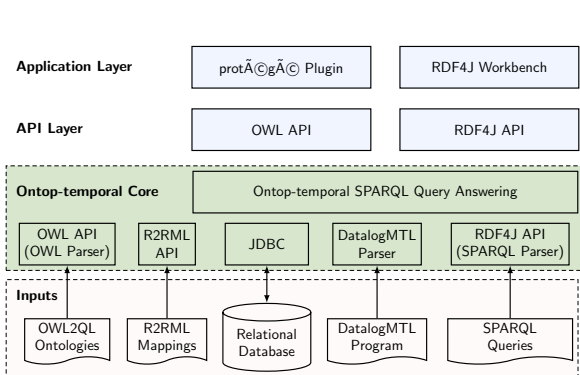 Application Layer
protÃ©gÃ© Plugin
RDF4J Workbench
API Layer
OWL API
RDF4J API
Ontop-temporal Core
Ontop-temporal SPARQL Query Answering
OWL API
(OWL Parser)
R2RML
API
JDBC
DatalogMTL
Parser
RDF4J API
(SPARQL Parser)
Inputs
OWL2QL
Ontologies
R2RML
Mappings
Relational
Database
DatalogMTL
Program
SPARQL
Queries